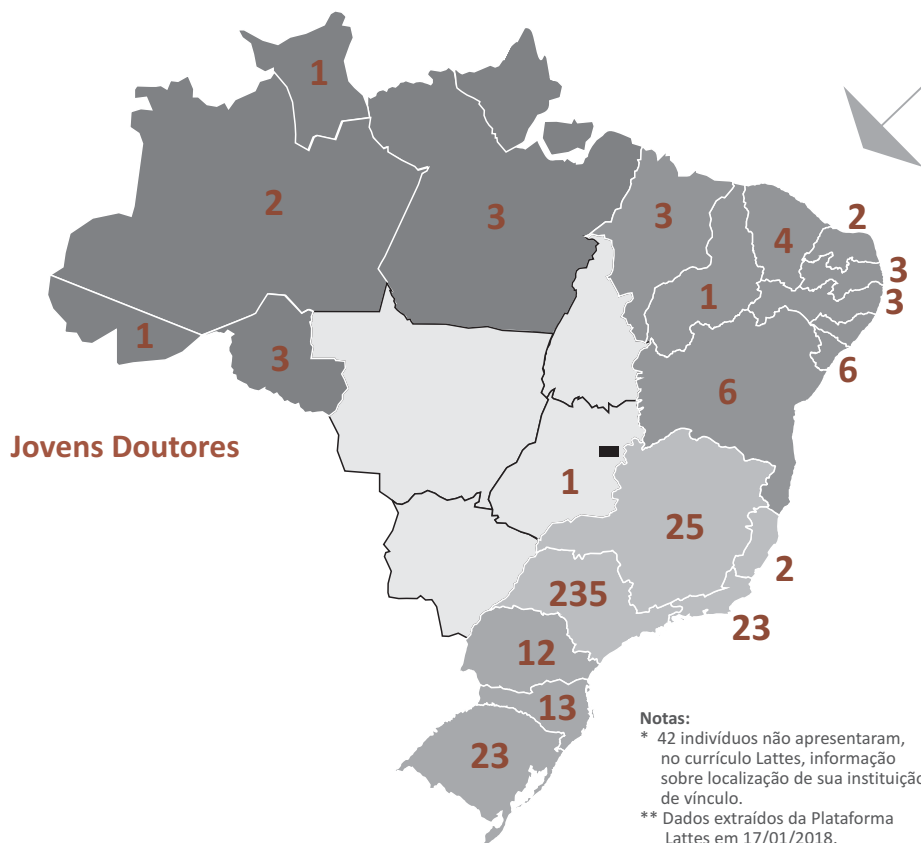 1
2
3
3
4
2
3
3
1
1
3
6
6
Jovens Doutores
1
25
2
235
23
12
13
23
Notas:
* 42 indivíduos não apresentaram,
no currículo Lattes, informação
sobre localização de sua instituição
de vínculo.
** Dados extraídos da Plataforma
Lattes em 17/01/2018.